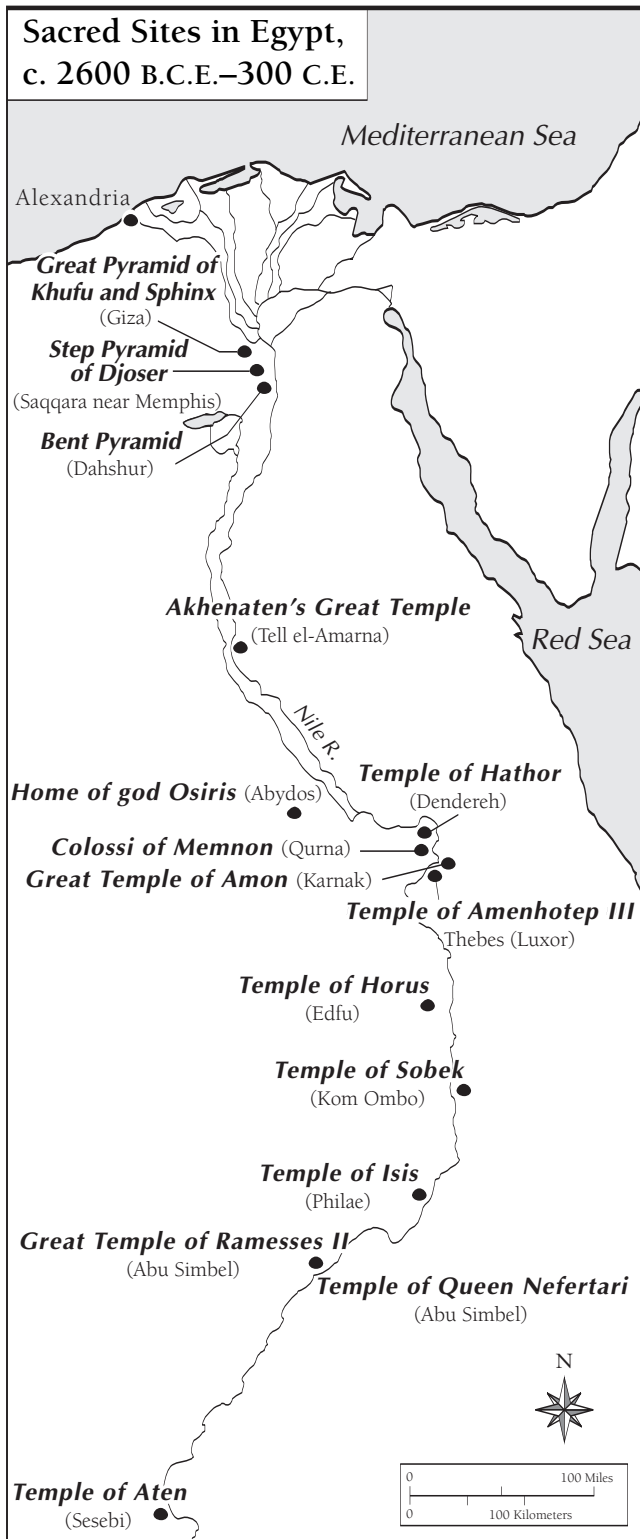 Sacred Sites in Egypt,
c. 2600 B.C.E.–300 C.E.
Mediterranean Sea
Alexandria
Great Pyramid of
Khufu and Sphinx
(Giza)
Step Pyramid
of Djoser
(Saqqara near Memphis)
Bent Pyramid
(Dahshur)
Akhenaten's Great Temple
(Tell el-Amarna)
Red Sea
Nile R.
Temple of Hathor
(Dendereh)
Home of god Osiris (Abydos)
Colossi of Memnon (Qurna)
Great Temple of Amon (Karnak)
Temple of Amenhotep III
Thebes (Luxor)
Temple of Horus
(Edfu)
Temple of Sobek
(Kom Ombo)
Temple of Isis
(Philae)
Great Temple of Ramesses II
(Abu Simbel)
Temple of Queen Nefertari
(Abu Simbel)
N
0 100 Miles
0 100 Kilometers
Temple of Aten
(Sesebi)